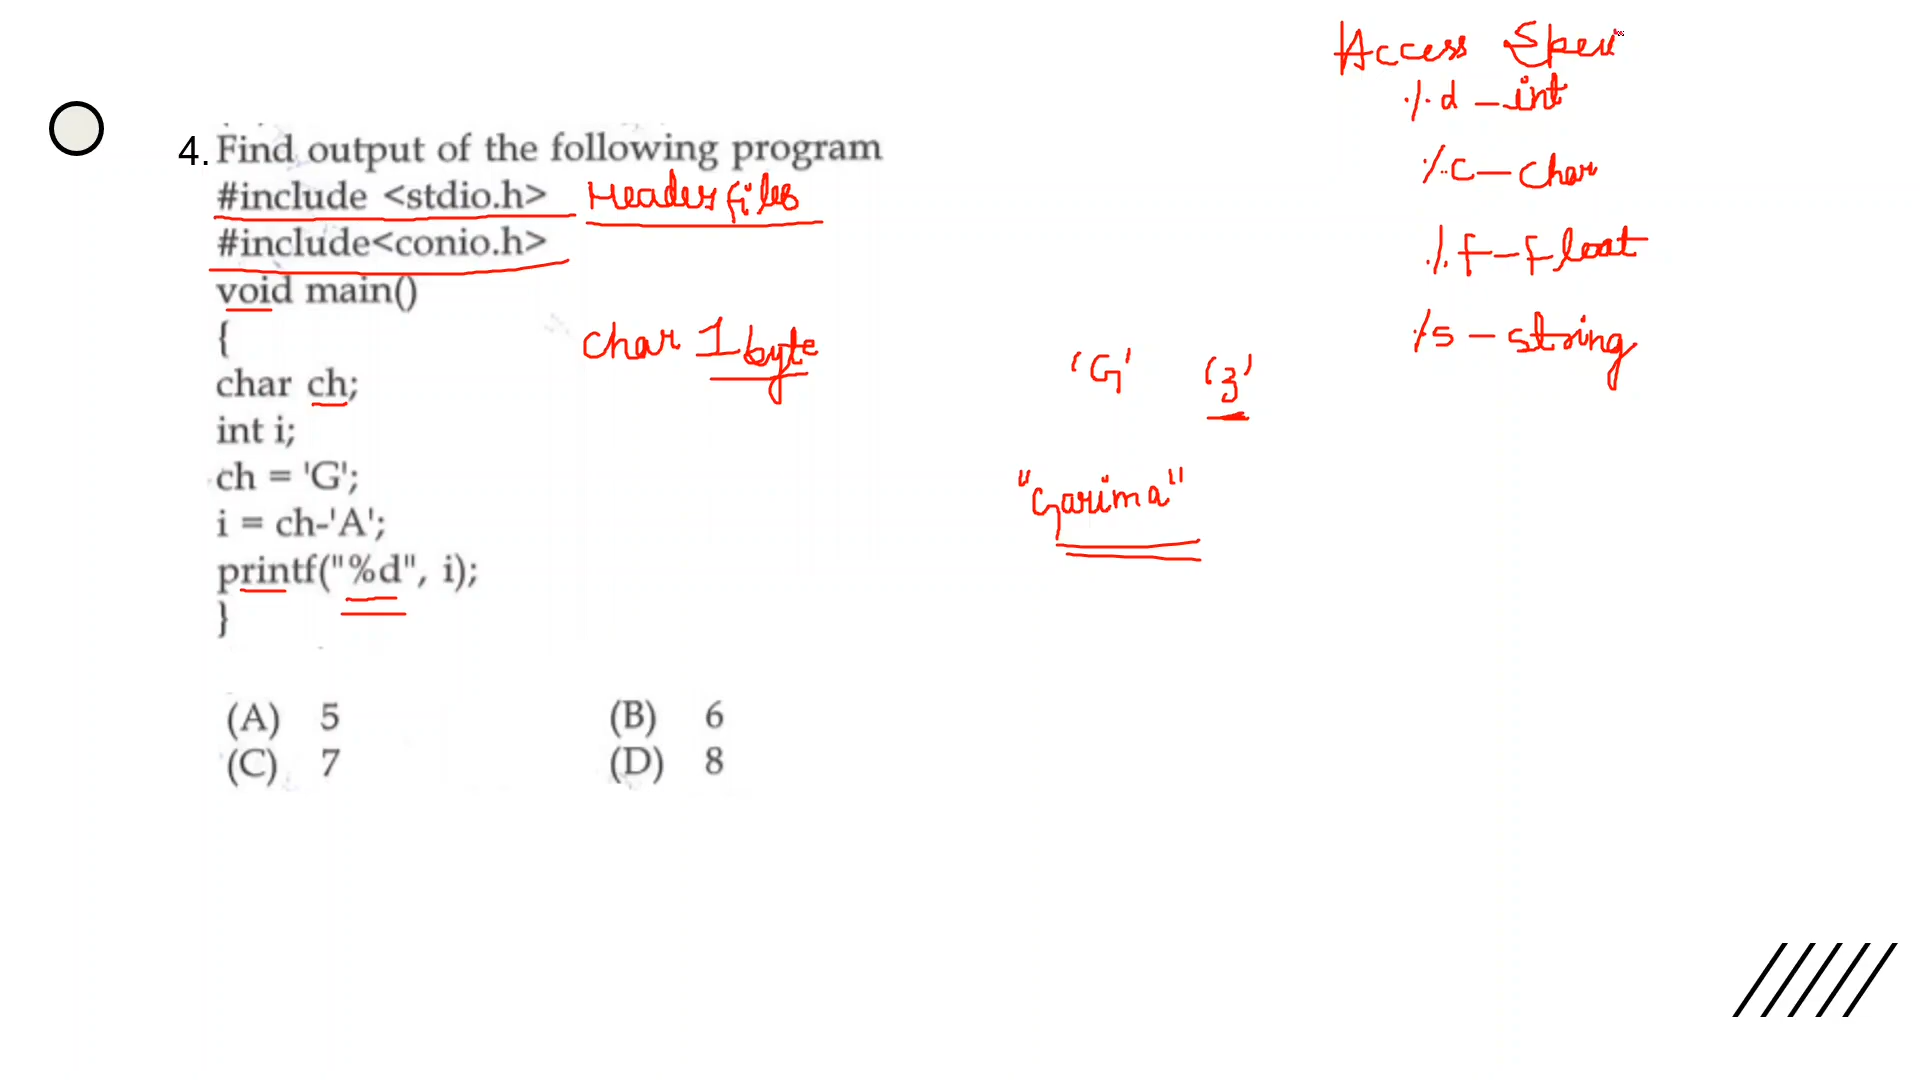 4. Find output of the following program
#include <stdio.h> Header files
#include<conio.h>
void main()
{
char 1 byte
char ch;
int i;
ch = 'G';
i = ch-'A';
printf("%d", i);
}
(A) 5 (B) 6
(C) 7 (D) 8
'G' '3'
"Garima"
Access Speci
%d - int
%c - char
%f - float
%s - string